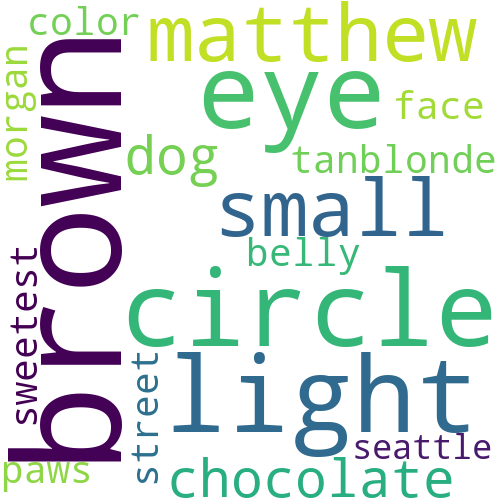 color
matthew
morgan
brown
eye
face
dog
tanblonde
small
belly
sweetest
circle
light
street
seattle
paws
chocolate